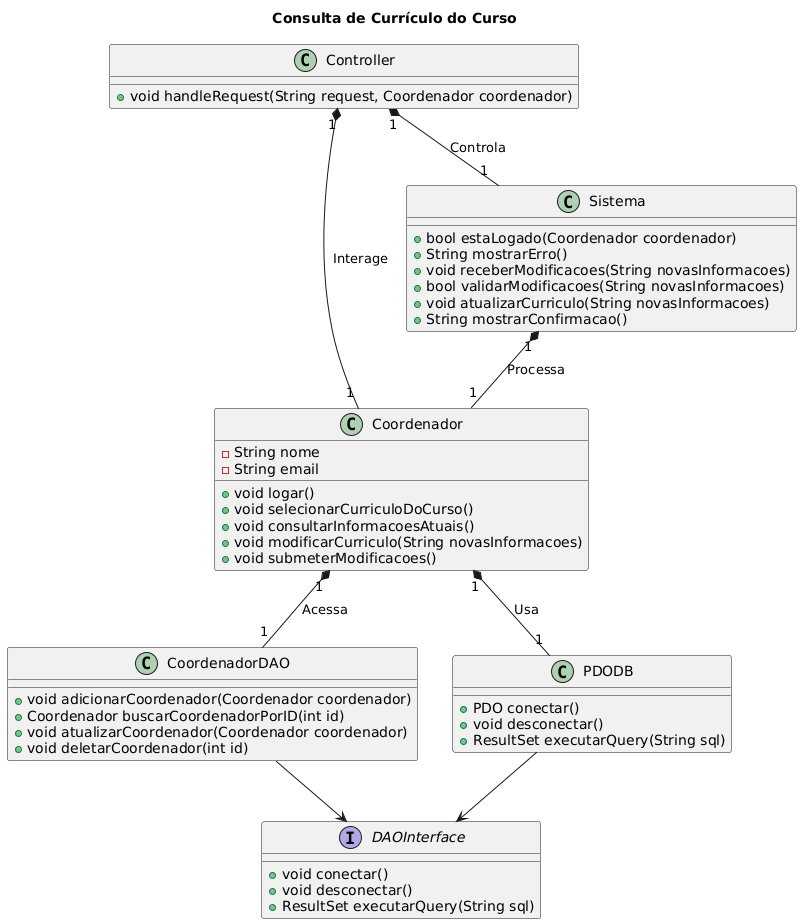 Consulta de Currículo do Curso
C Controller
void handleRequest(String request, Coordenador coordenador)
1
1
Controla
1
C Sistema
bool estaLogado(Coordenador coordenador)
String mostrarErro()
void receberModificacoes(String novasInformacoes)
bool validarModificacoes(String novasInformacoes)
void atualizarCurriculo(String novasInformacoes)
String mostrarConfirmacao()
Interage
1
Processa
1
1
C Coordenador
String nome
String email
void logar()
void selecionarCurriculoDoCurso()
void consultarInformacoesAtuais()
void modificarCurriculo(String novasInformacoes)
void submeterModificacoes()
1
1
Acessa
Usa
1
1
C CoordenadorDAO
void adicionarCoordenador(Coordenador coordenador)
Coordenador buscarCoordenadorPorID(int id)
void atualizarCoordenador(Coordenador coordenador)
void deletarCoordenador(int id)
C PDODB
PDO conectar()
void desconectar()
ResultSet executarQuery(String sql)
I DAOInterface
void conectar()
void desconectar()
ResultSet executarQuery(String sql)